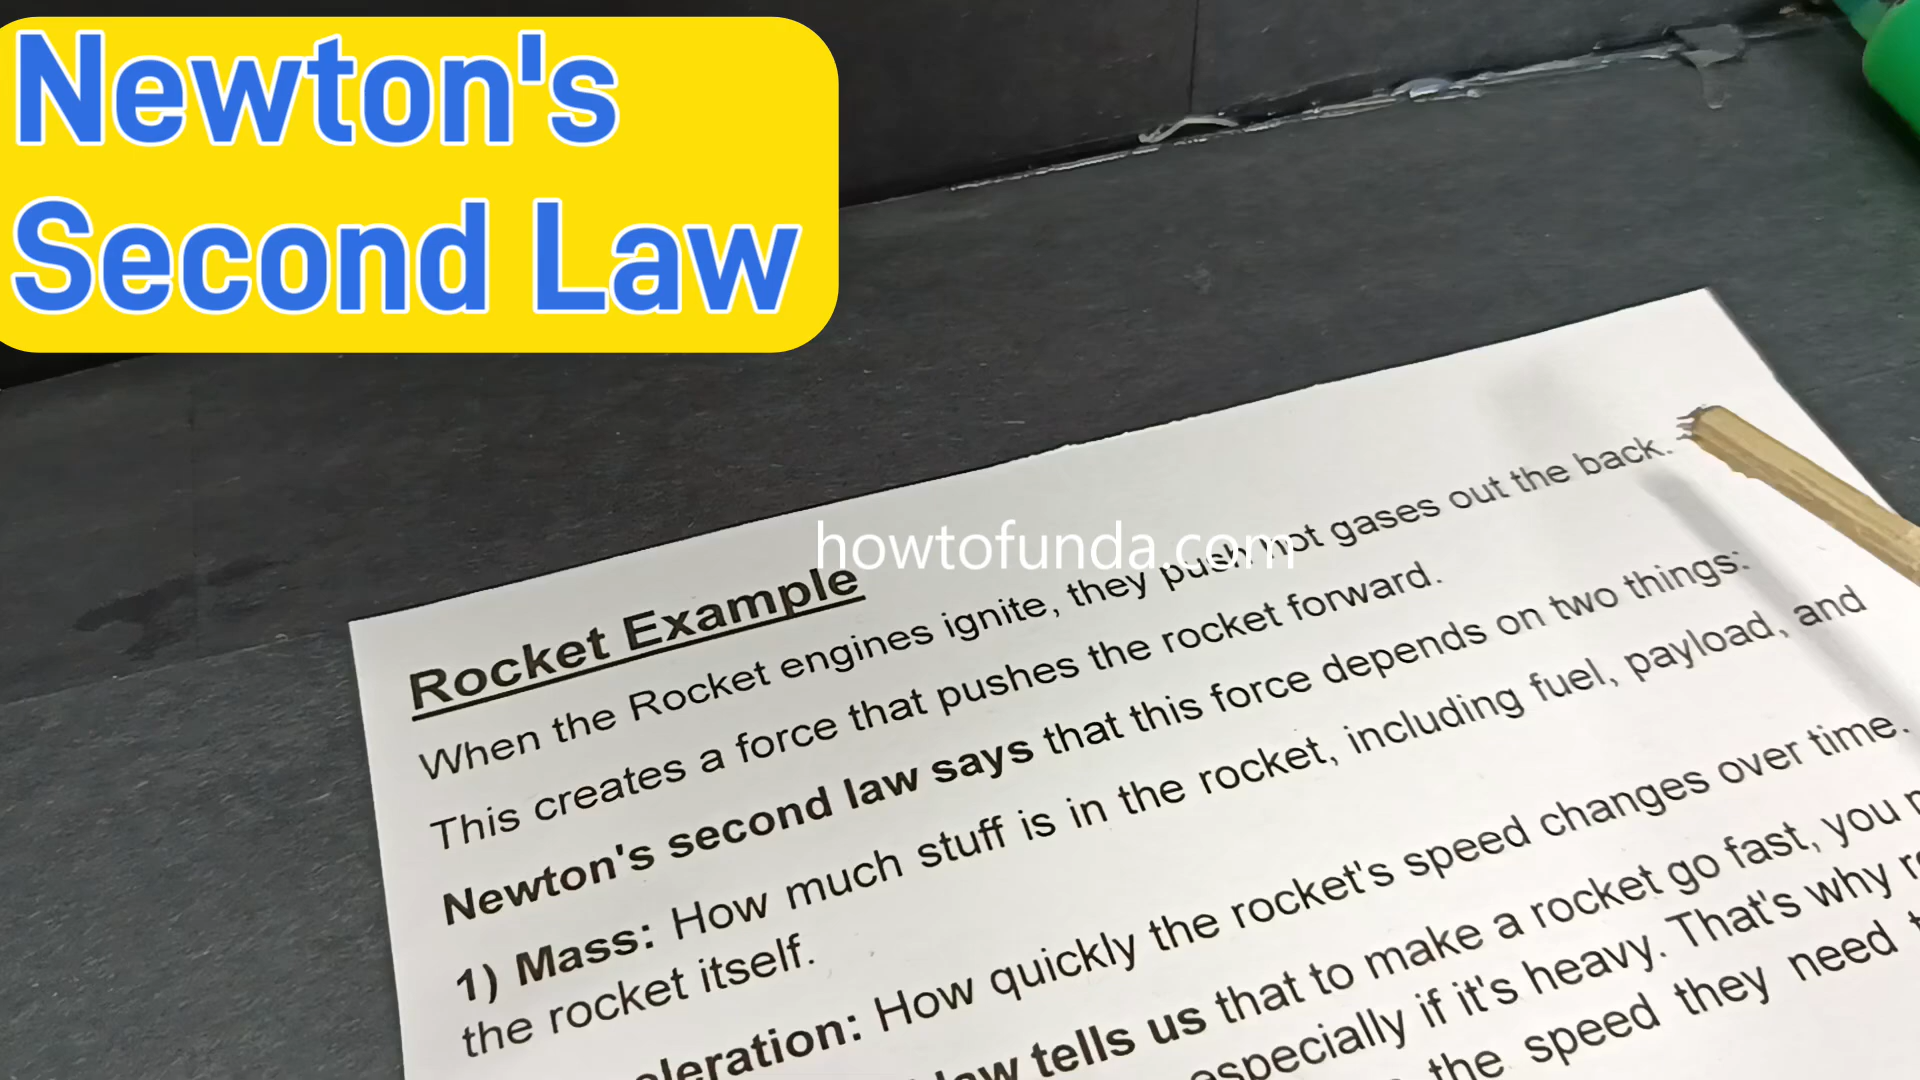 Newton's
Second Law
howtofunda.com
Rocket Example
When the Rocket engines ignite, they push hot gases out the back.
This creates a force that pushes the rocket forward.
Newton's second law says that this force depends on two things:
1) Mass: How much stuff is in the rocket, including fuel, payload, and
the rocket itself.
How quickly the rocket's speed changes over time.
tells us that to make a rocket go fast, you
especially if it's heavy. That's why
the speed they need